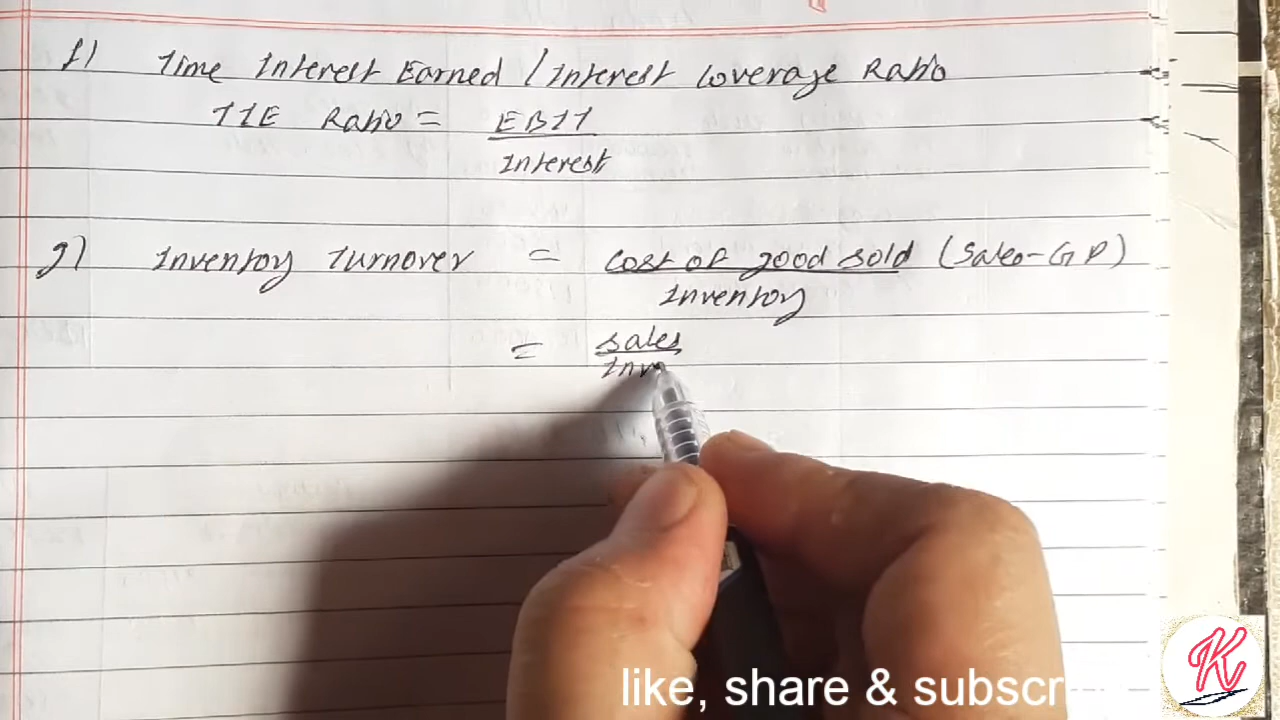 f) Time Interest Earned / Interest Coverage Ratio
TIE Ratio = EBIT
Interest
g) Inventory Turnover = Cost of good sold (Sales-GP)
Inventory
= Sales
Inv
like, share & subscr
K